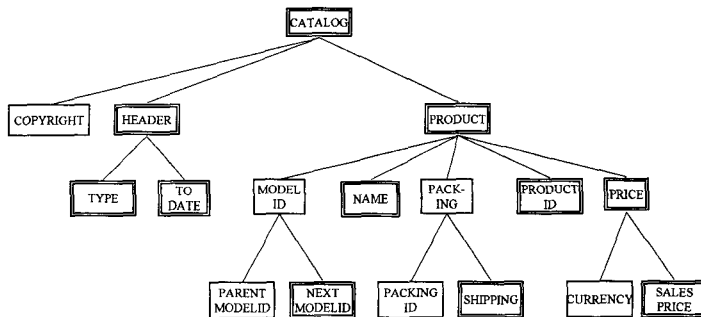 CATALOG
COPYRIGHT
HEADER
PRODUCT
TYPE
TO
DATE
MODEL
ID
NAME
PACK-
ING
PRODUCT
ID
PRICE
PARENT
MODELID
NEXT
MODELID
PACKING
ID
SHIPPING
CURRENCY
SALES
PRICE